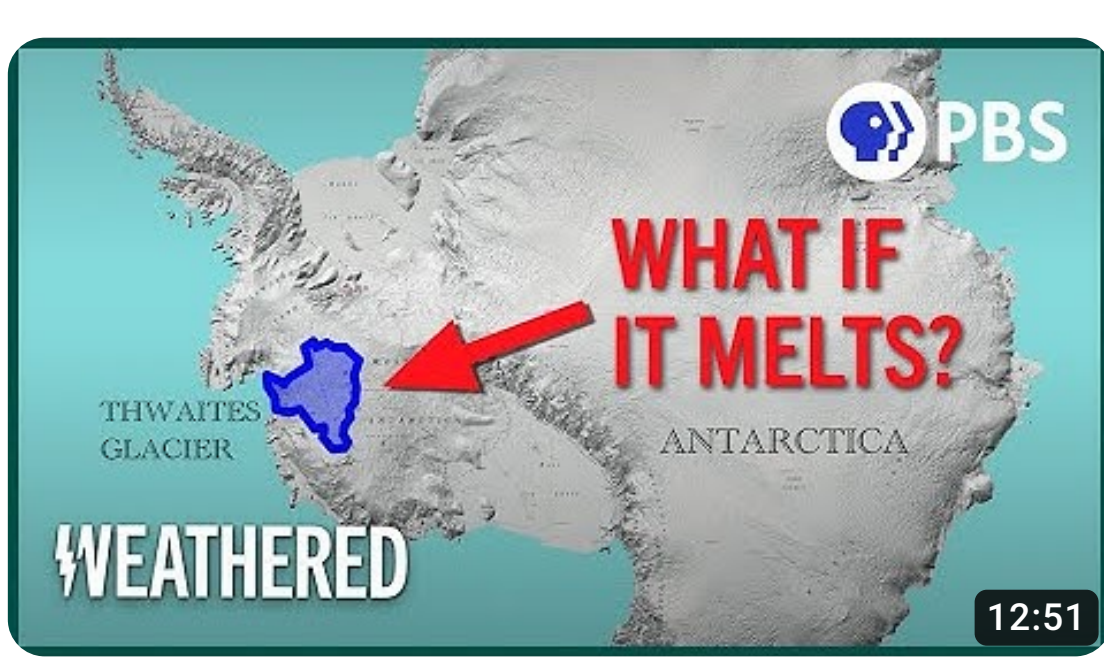 PBS
WHAT IF
IT MELTS?
THWAITES
GLACIER
ANTARCTICA
WEATHERED
12:51